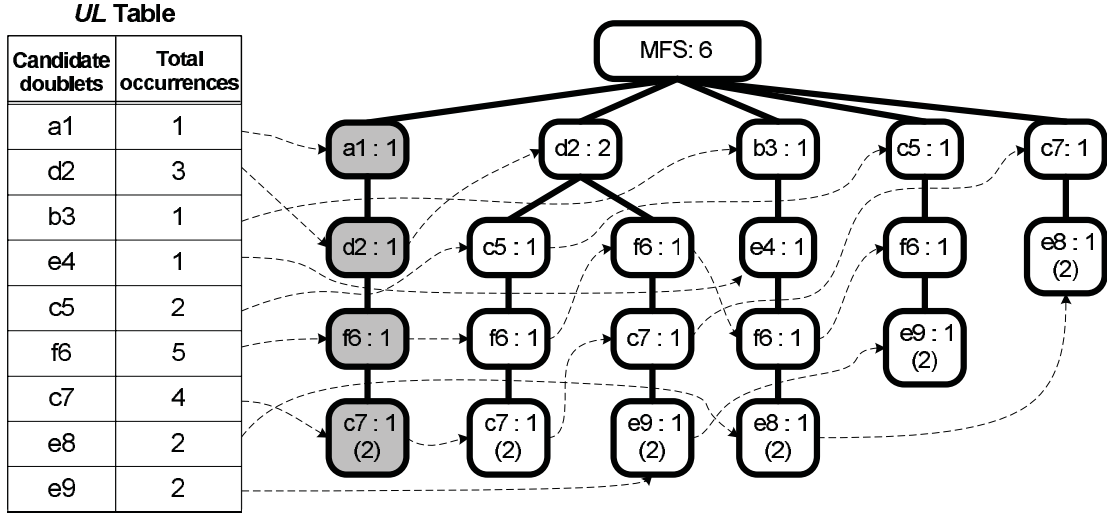 UL Table
Candidate doublets Total occurrences
a1 1
d2 3
b3 1
e4 1
c5 2
f6 5
c7 4
e8 2
e9 2
MFS: 6
a1 : 1 d2 : 2 b3 : 1 c5 : 1 c7: 1
d2 : 1 c5 : 1 f6 : 1 e4 : 1 f6 : 1 e8 : 1 (2)
f6 : 1 f6 : 1 c7 : 1 f6 : 1 e9 : 1 (2)
c7 : 1 (2) c7 : 1 (2) e9 : 1 (2) e8 : 1 (2)